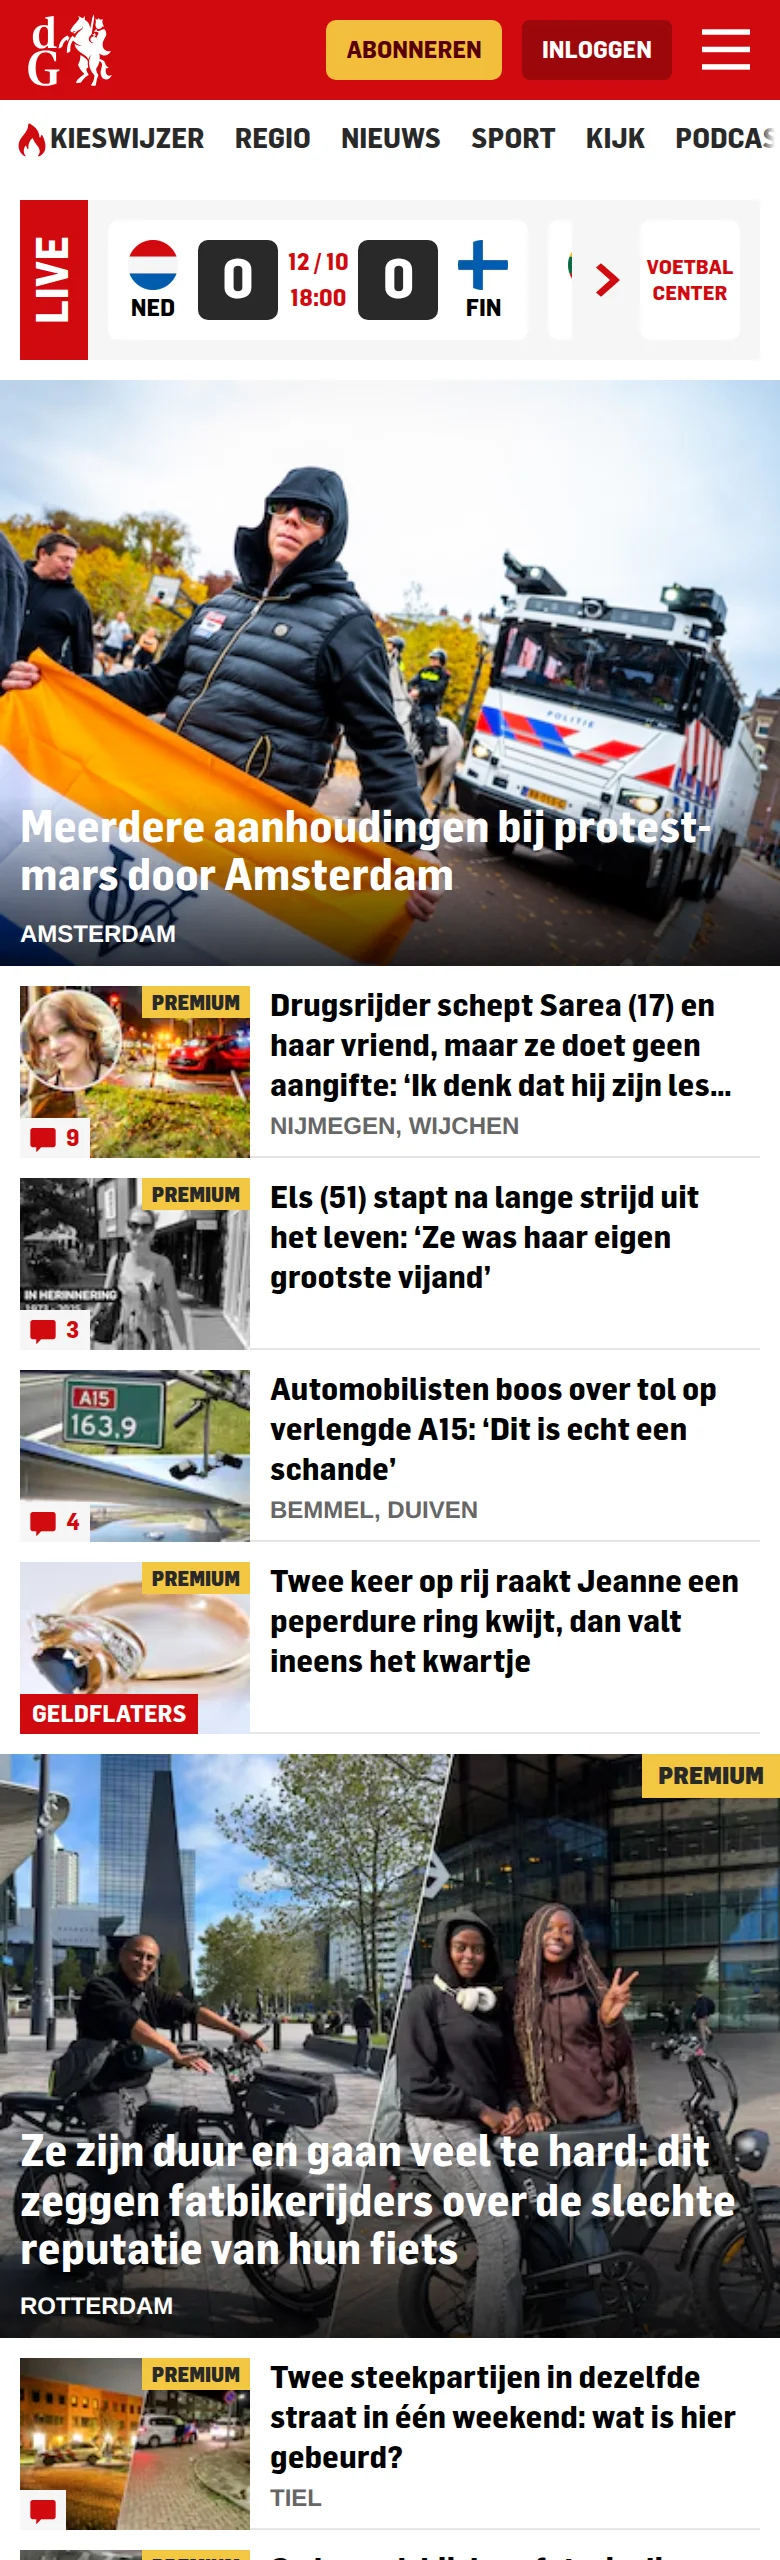 dG
ABONNEREN
INLOGGEN
KIESWIJZER REGIO NIEUWS SPORT KIJK PODCAS
LIVE
NED
0
12 / 10
18:00
0
FIN
VOETBAL
CENTER
POLITIE
Meerdere aanhoudingen bij protest-
mars door Amsterdam
AMSTERDAM
PREMIUM
9
Drugsrijder schept Sarea (17) en
haar vriend, maar ze doet geen
aangifte: ‘Ik denk dat hij zijn les...
NIJMEGEN, WIJCHEN
PREMIUM
IN HERINNERING
3
Els (51) stapt na lange strijd uit
het leven: ‘Ze was haar eigen
grootste vijand’
A15
163.9
4
Automobilisten boos over tol op
verlengde A15: ‘Dit is echt een
schande’
BEMMEL, DUIVEN
PREMIUM
GELDFLATERS
Twee keer op rij raakt Jeanne een
peperdure ring kwijt, dan valt
ineens het kwartje
PREMIUM
Ze zijn duur en gaan veel te hard: dit
zeggen fatbikerijders over de slechte
reputatie van hun fiets
ROTTERDAM
PREMIUM
Twee steekpartijen in dezelfde
straat in één weekend: wat is hier
gebeurd?
TIEL